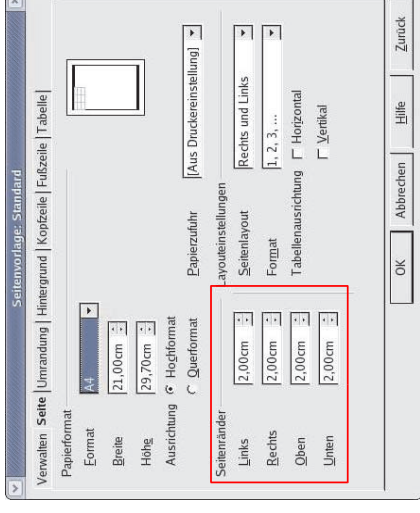 Seitenvorlage: Standard
Verwalten Seite Umrandung Hintergrund Kopfzeile Fußzeile Tabelle
Papierformat
Format A4
Breite 21,00cm
Höhe 29,70cm
Ausrichtung Hochformat
Querformat
Papierzufuhr [Aus Druckereinstellung]
Seitenränder
Links 2,00cm
Rechts 2,00cm
Oben 2,00cm
Unten 2,00cm
Layouteinstellungen
Seitenlayout Rechts und Links
Format 1, 2, 3, ...
Tabellenausrichtung Horizontal
Vertikal
OK Abbrechen Hilfe Zurück